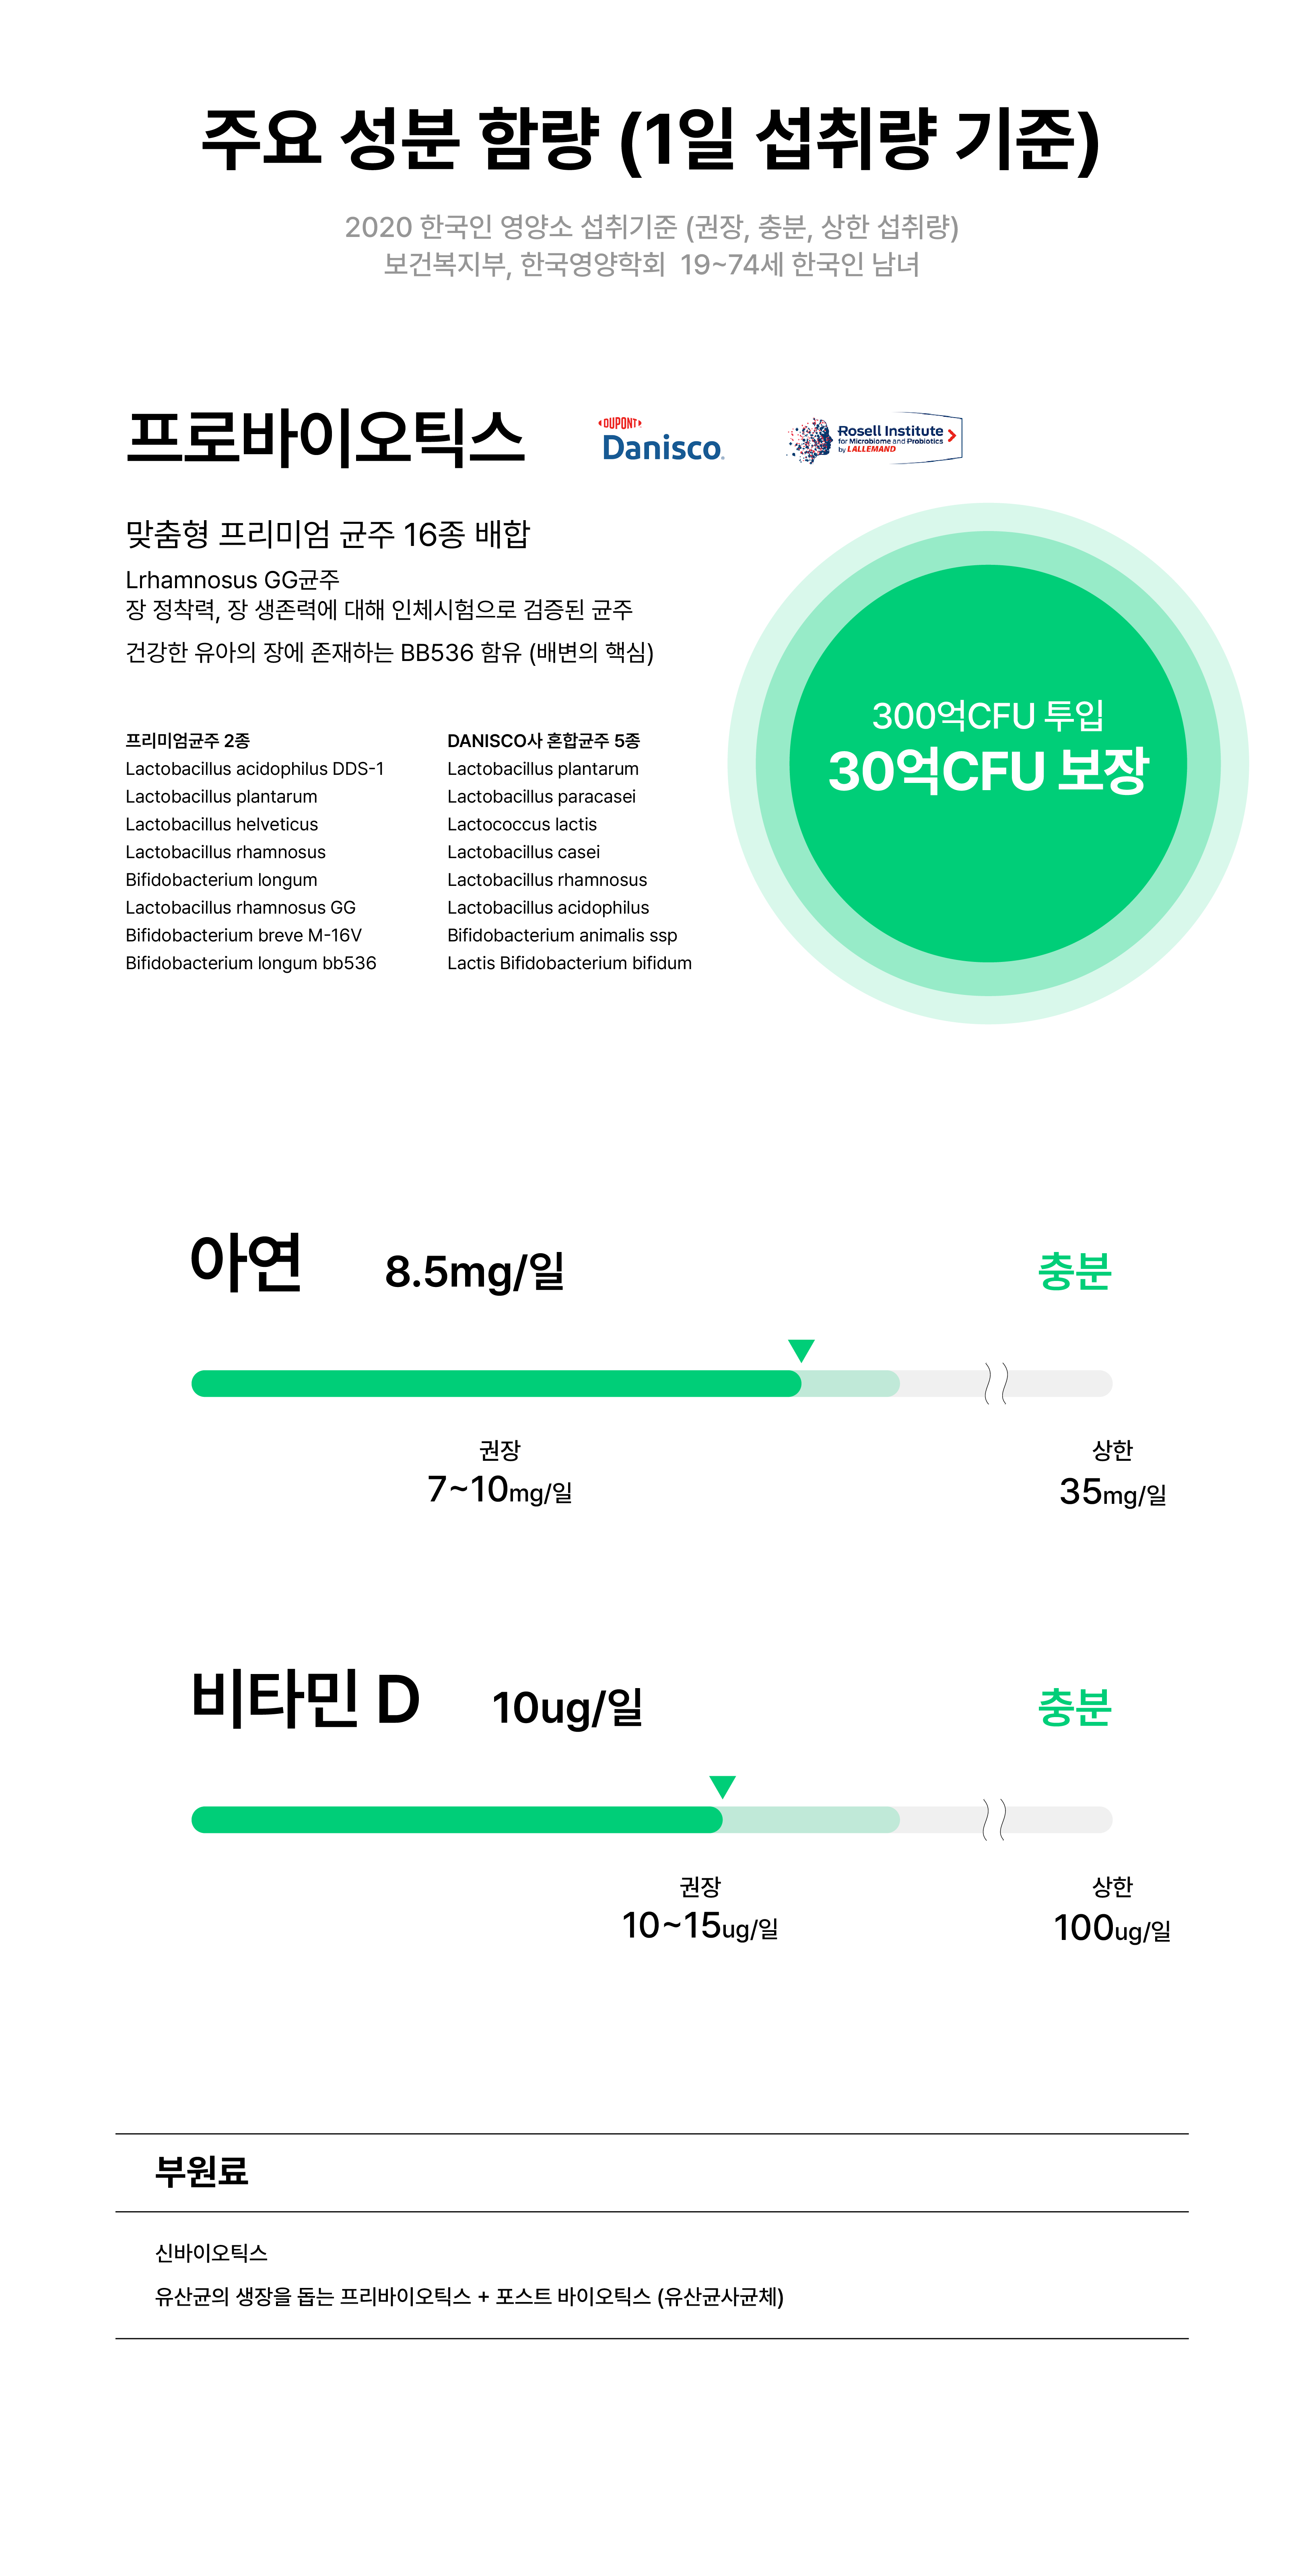 주요 성분 함량 (1일 섭취량 기준)
2020 한국인 영양소 섭취기준 (권장, 충분, 상한 섭취량)
보건복지부, 한국영양학회 19~74세 한국인 남녀
프로바이오틱스
DUPONT
Danisco
Rosell Institute
for Microbiome and Probiotics
by LALLEMAND
맞춤형 프리미엄 균주 16종 배합
Lrhamnosus GG균주
장 정착력, 장 생존력에 대해 인체시험으로 검증된 균주
건강한 유아의 장에 존재하는 BB536 함유 (배변의 핵심)
300억CFU 투입
30억CFU 보장
프리미엄균주 2종
Lactobacillus acidophilus DDS-1
Lactobacillus plantarum
Lactobacillus helveticus
Lactobacillus rhamnosus
Bifidobacterium longum
Lactobacillus rhamnosus GG
Bifidobacterium breve M-16V
Bifidobacterium longum bb536
DANISCO사 혼합균주 5종
Lactobacillus plantarum
Lactobacillus paracasei
Lactococcus lactis
Lactobacillus casei
Lactobacillus rhamnosus
Lactobacillus acidophilus
Bifidobacterium animalis ssp
Lactis Bifidobacterium bifidum
아연 8.5mg/일 충분
권장 상한
7~10mg/일 35mg/일
비타민 D 10ug/일 충분
권장 상한
10~15ug/일 100ug/일
부원료
신바이오틱스
유산균의 생장을 돕는 프리바이오틱스 + 포스트 바이오틱스 (유산균사균체)